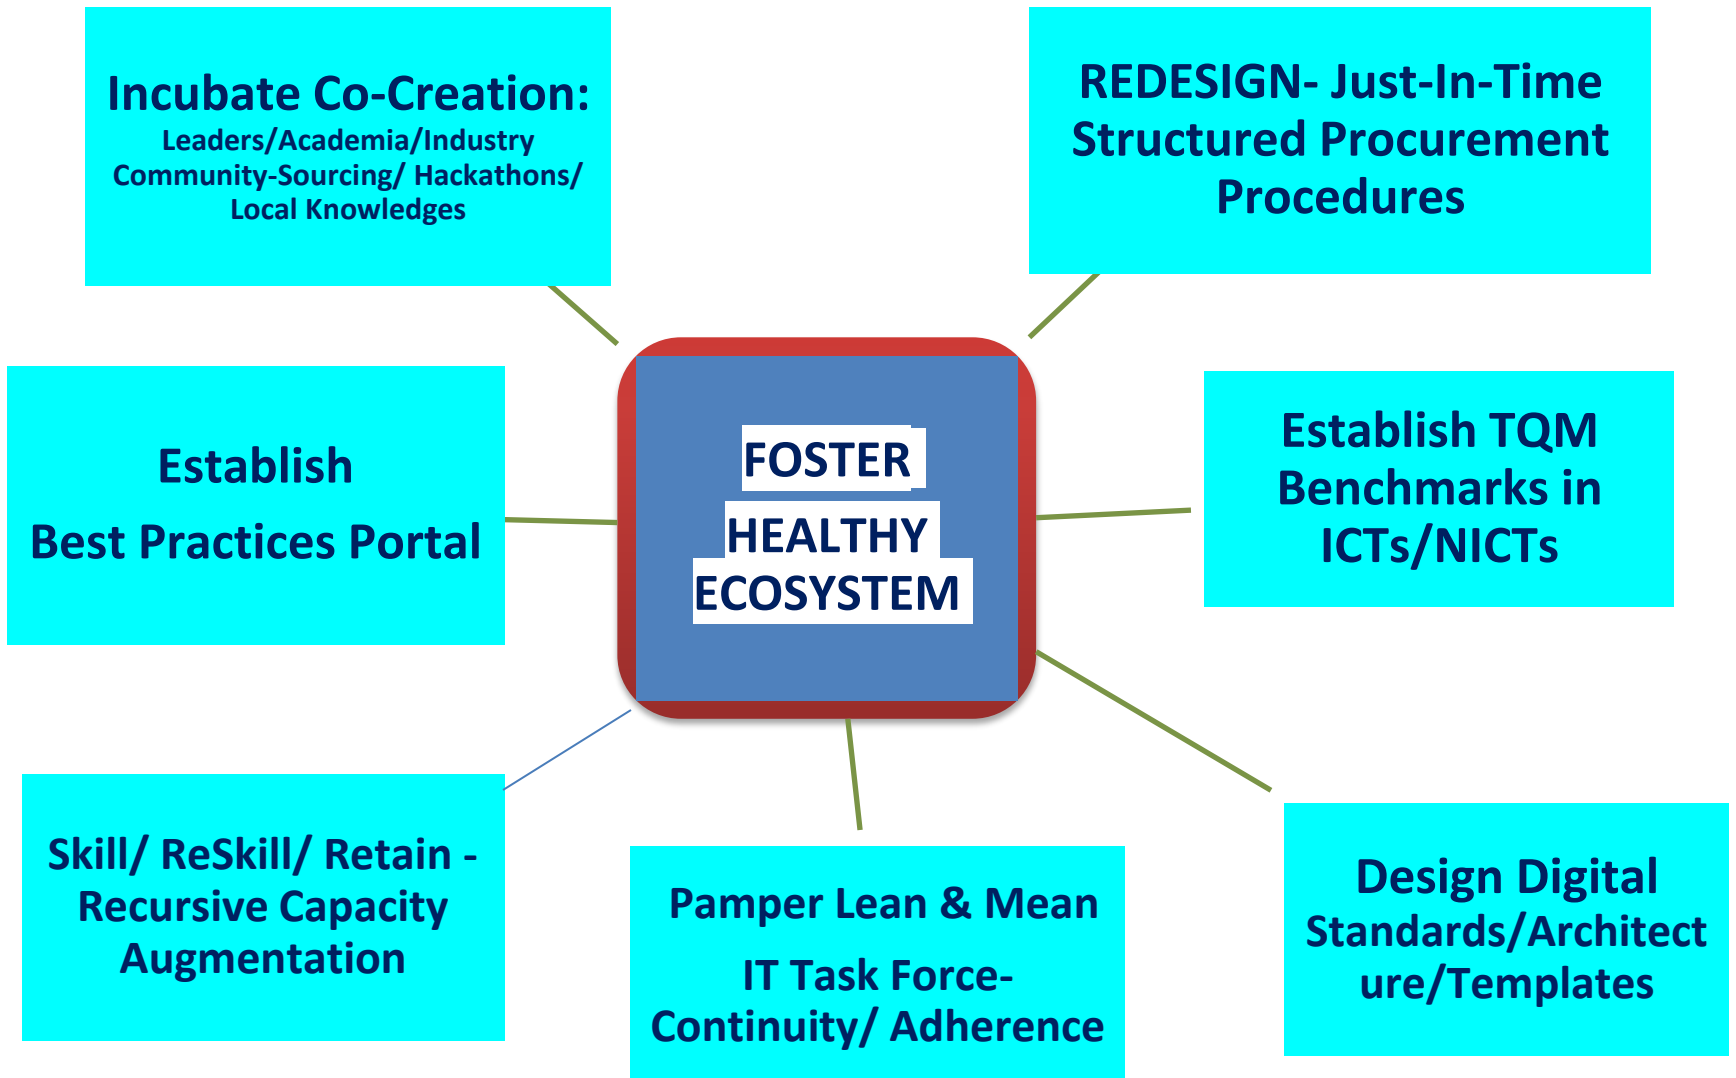 Incubate Co-Creation:
Leaders/Academia/Industry
Community-Sourcing/ Hackathons/
Local Knowledges
REDESIGN- Just-In-Time
Structured Procurement
Procedures
Establish
Best Practices Portal
FOSTER
HEALTHY
ECOSYSTEM
Establish TQM
Benchmarks in
ICTs/NICTs
Skill/ ReSkill/ Retain -
Recursive Capacity
Augmentation
Pamper Lean & Mean
IT Task Force-
Continuity/ Adherence
Design Digital
Standards/Architect
ure/Templates